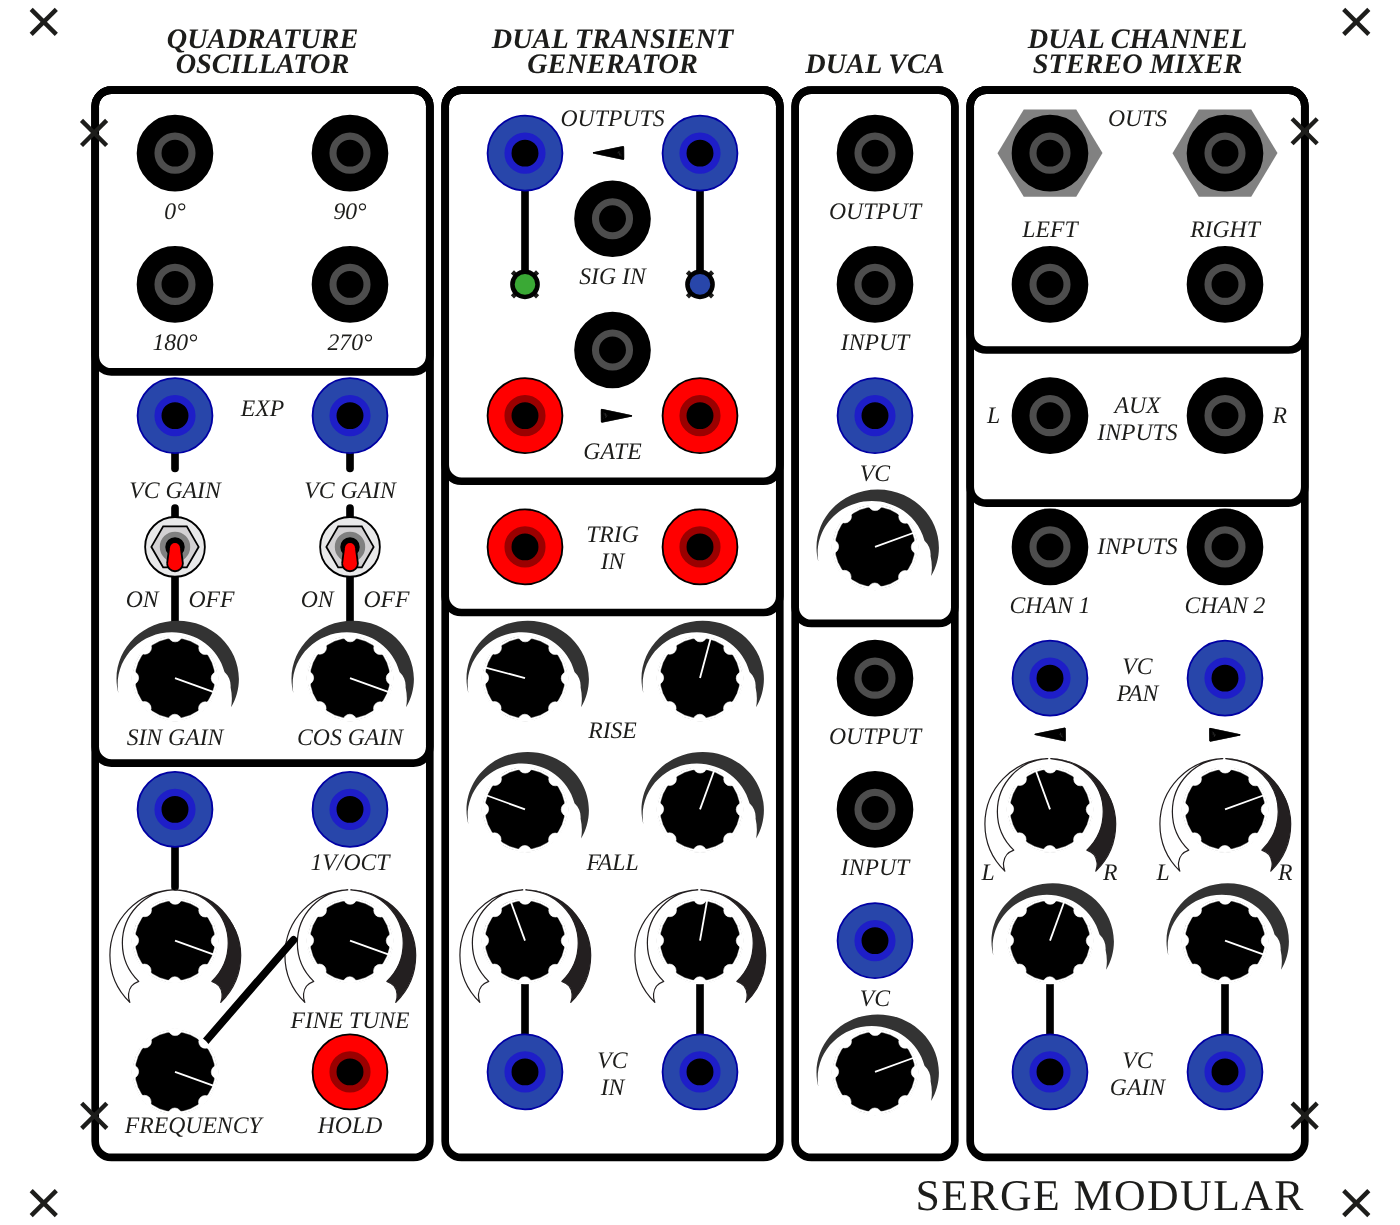 QUADRATURE
OSCILLATOR
0°
90°
180°
270°
EXP
VC GAIN
VC GAIN
ON
OFF
ON
OFF
SIN GAIN
COS GAIN
1V/OCT
FINE TUNE
FREQUENCY
HOLD
DUAL TRANSIENT
GENERATOR
OUTPUTS
SIG IN
GATE
TRIG
IN
RISE
FALL
VC
IN
DUAL VCA
OUTPUT
INPUT
VC
OUTPUT
INPUT
VC
DUAL CHANNEL
STEREO MIXER
OUTS
LEFT
RIGHT
L
AUX
INPUTS
R
INPUTS
CHAN 1
CHAN 2
VC
PAN
L
R
L
R
VC
GAIN
SERGE MODULAR